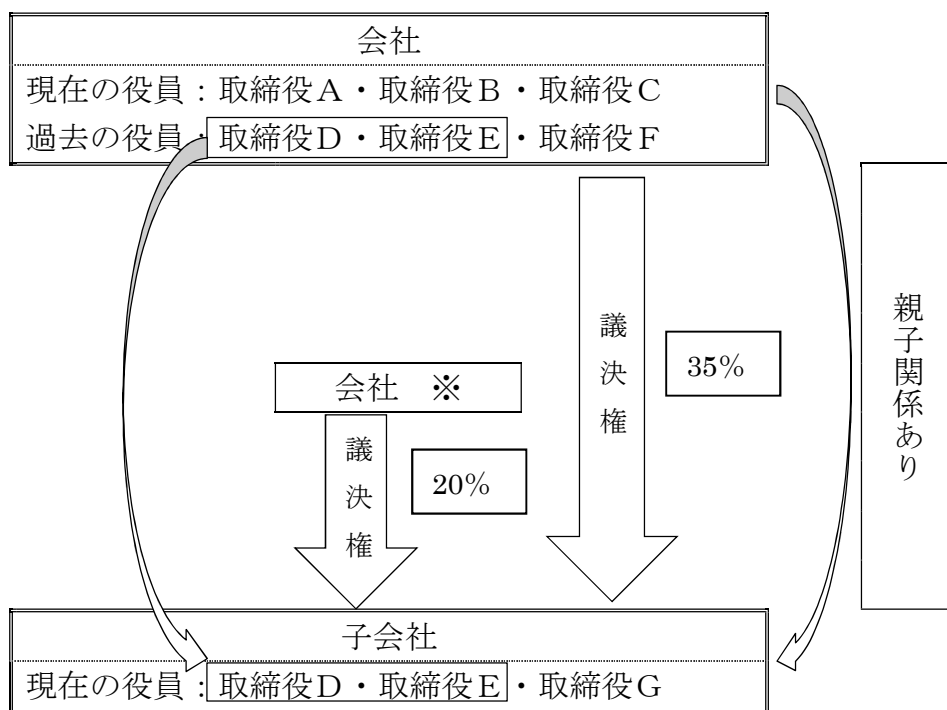 会社
現在の役員：取締役Ａ・取締役Ｂ・取締役Ｃ
過去の役員：取締役Ｄ・取締役Ｅ・取締役Ｆ
議決権
35%
親子関係あり
会社　※
議決権
20%
子会社
現在の役員：取締役Ｄ・取締役Ｅ・取締役Ｇ